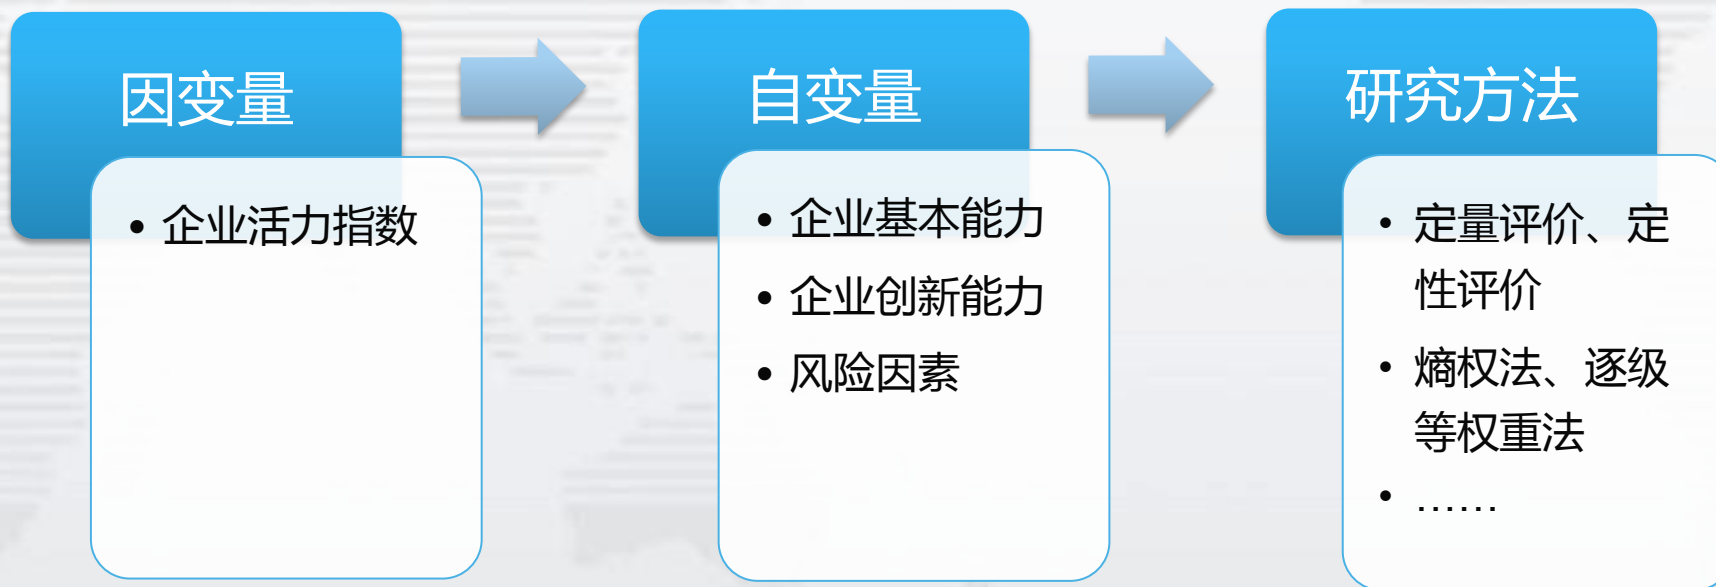 因变量
• 企业活力指数
自变量
• 企业基本能力
• 企业创新能力
• 风险因素
研究方法
• 定量评价、定
性评价
• 熵权法、逐级
等权重法
• ……